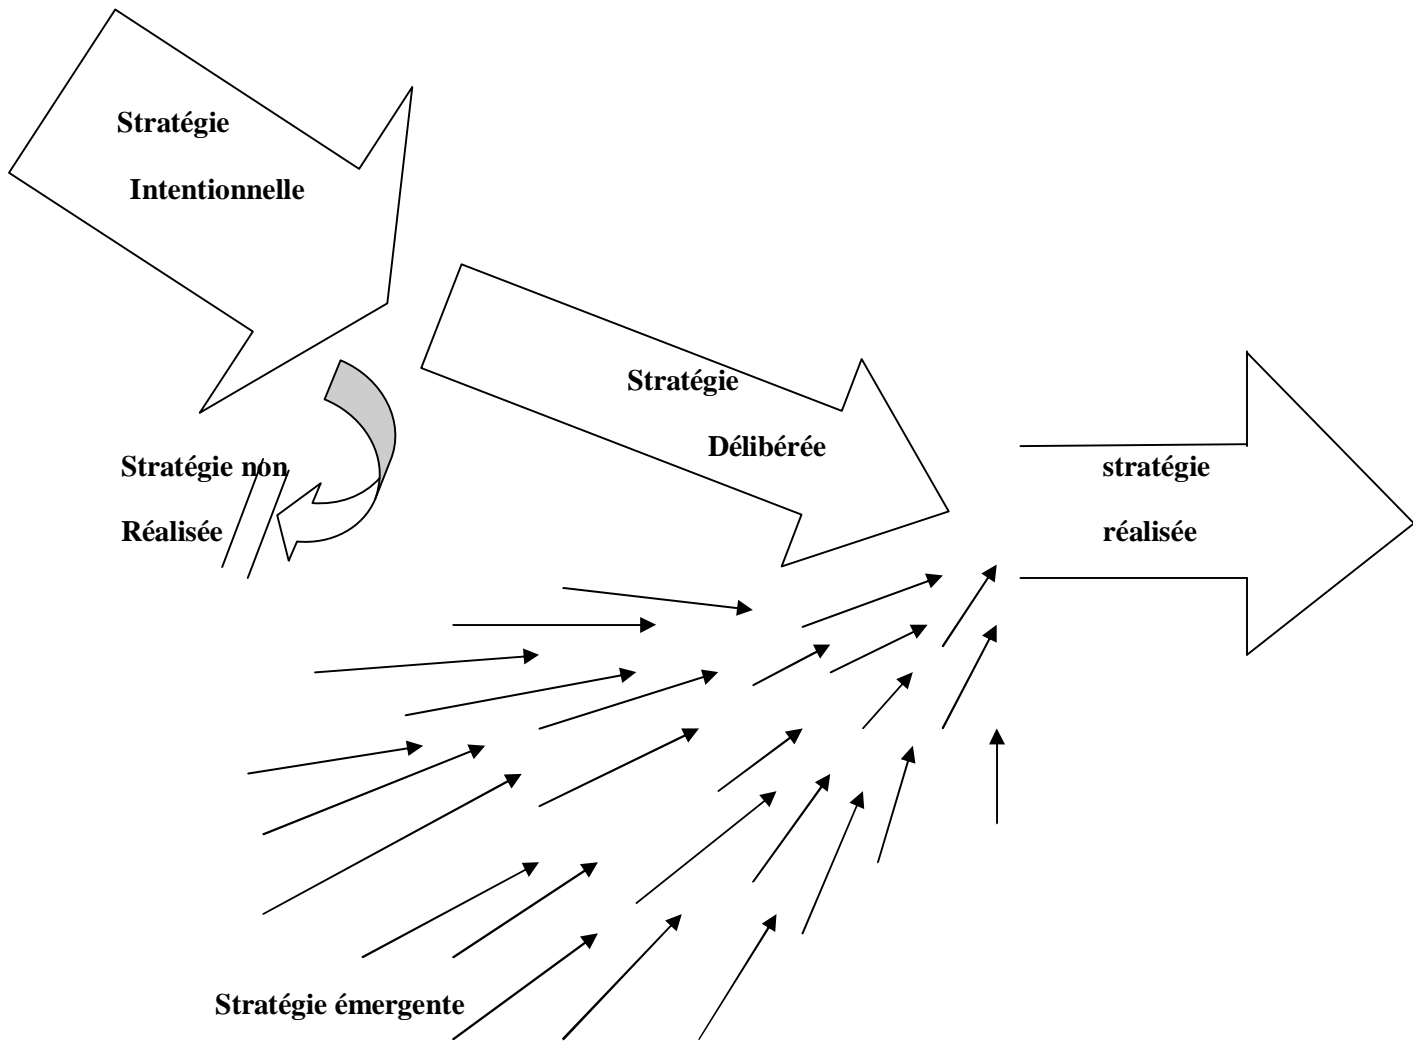 Stratégie
Intentionnelle
Stratégie
Délibérée
Stratégie non
Réalisée
stratégie
réalisée
Stratégie émergente